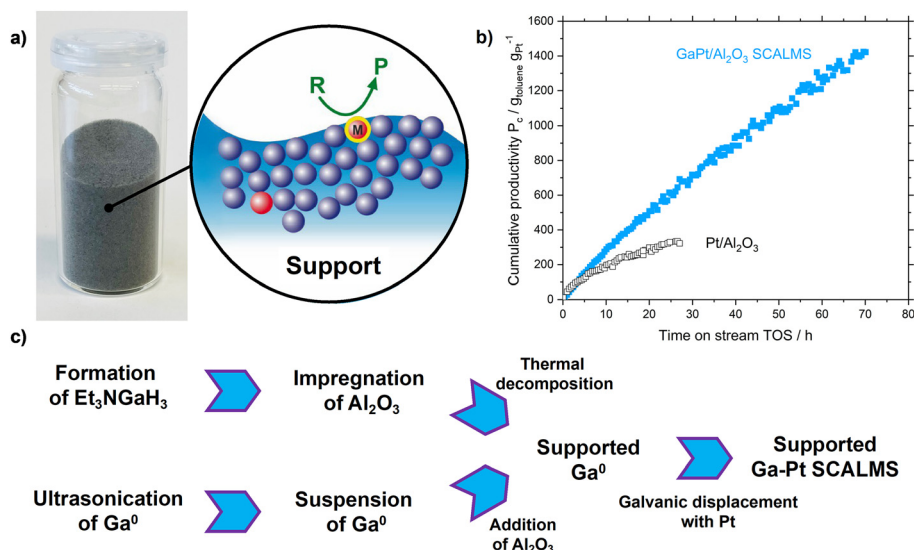 a)
R
P
M
Support
b)
1600
1400
1200
1000
800
600
400
200
0
0 10 20 30 40 50 60 70 80
Cumulative productivity P_c / g_toluene g_Pt^-1
Time on stream TOS / h
GaPt/Al₂O₃ SCALMS
Pt/Al₂O₃
c)
Formation
of Et₃NGaH₃
Impregnation
of Al₂O₃
Thermal
decomposition
Ultrasonication
of Ga⁰
Suspension
of Ga⁰
Addition
of Al₂O₃
Supported
Ga⁰
Galvanic displacement
with Pt
Supported
Ga-Pt SCALMS